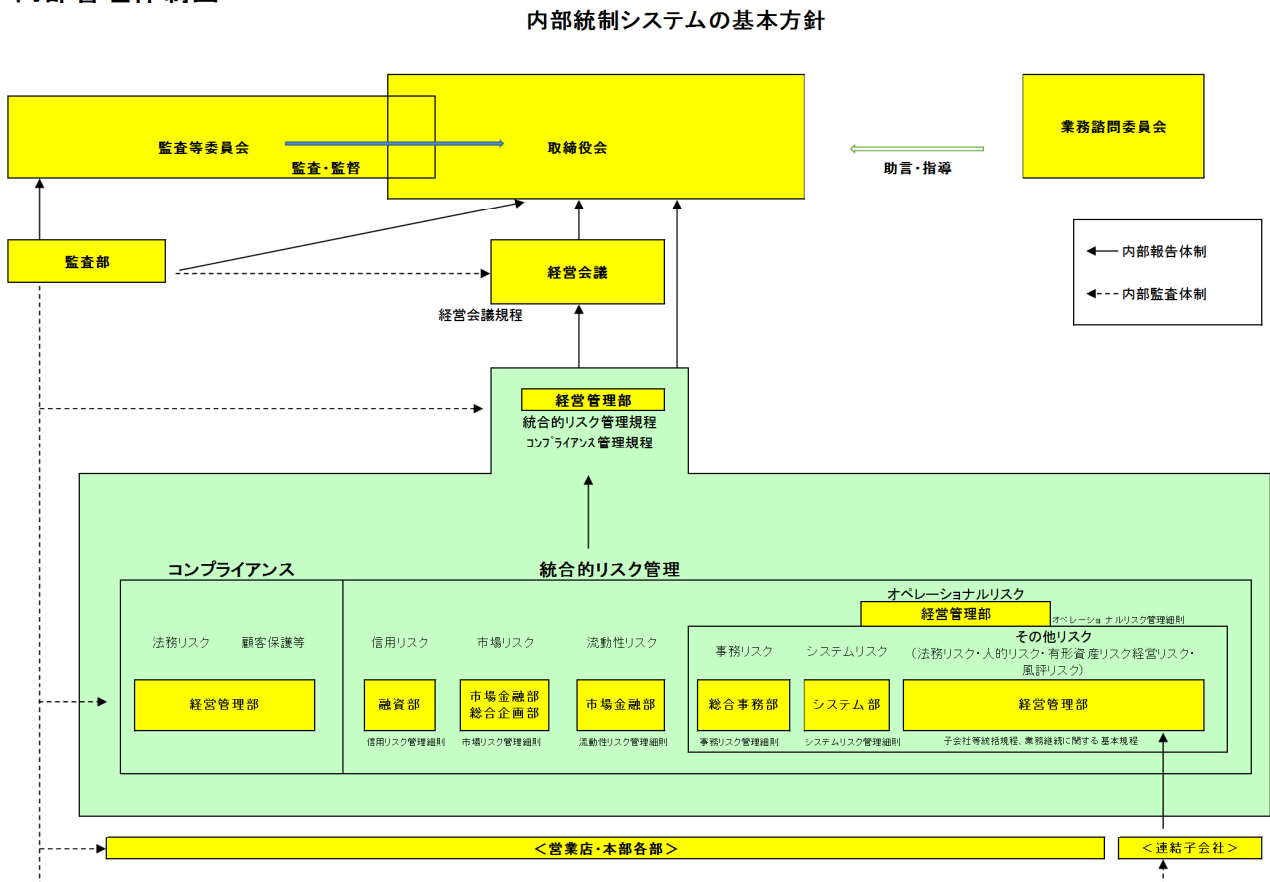 内部統制システムの基本方針
監査等委員会
監査・監督
取締役会
助言・指導
業務諮問委員会
監査部
経営会議
経営会議規程
内部報告体制
内部監査体制
経営管理部
統合的リスク管理規程
コンプライアンス管理規程
コンプライアンス
統合的リスク管理
オペレーショナルリスク
経営管理部
オペレーショナルリスク管理細則
法務リスク
顧客保護等
信用リスク
市場リスク
流動性リスク
事務リスク
システムリスク
その他リスク
(法務リスク・人的リスク・有形資産リスク経営リスク・
風評リスク)
経営管理部
融資部
市場金融部
総合企画部
市場金融部
総合事務部
システム部
経営管理部
信用リスク管理細則
市場リスク管理細則
流動性リスク管理細則
事務リスク管理細則
システムリスク管理細則
子会社等統括規程、業務継続に関する基本規程
<営業店・本部各部>
<連結子会社>